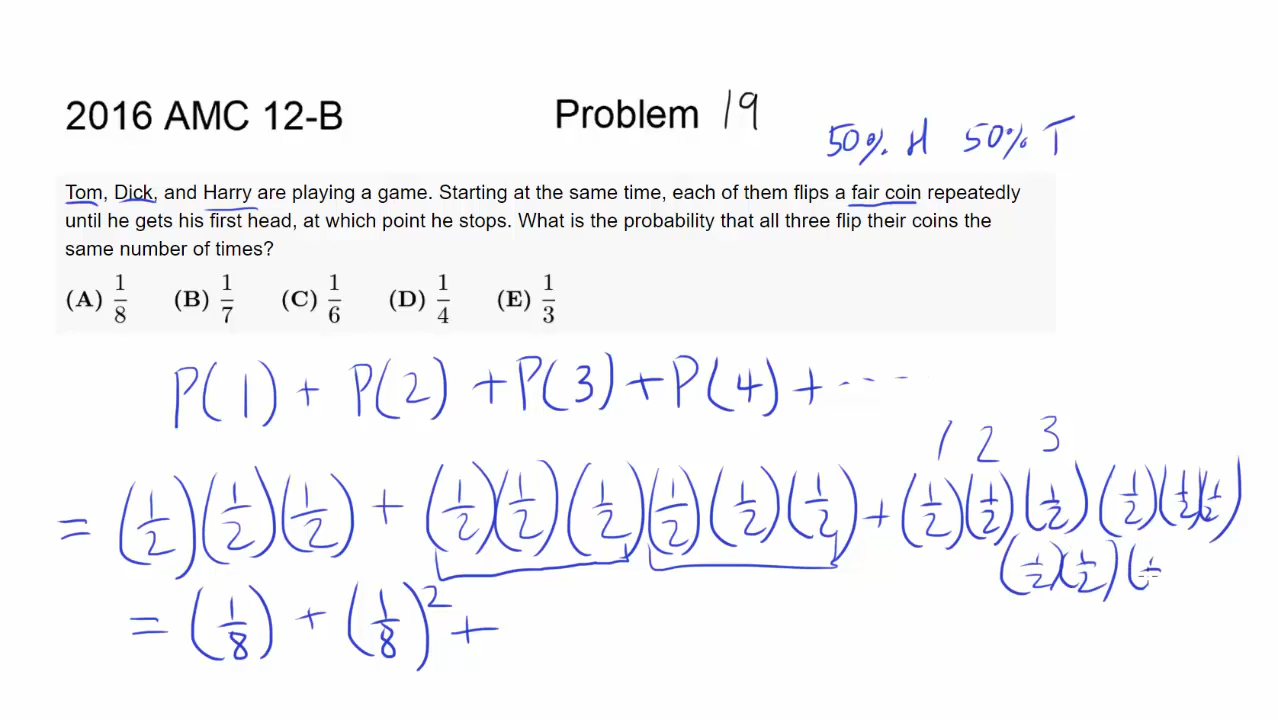 2016 AMC 12-B Problem 19
50% H 50% T
Tom, Dick, and Harry are playing a game. Starting at the same time, each of them flips a fair coin repeatedly
until he gets his first head, at which point he stops. What is the probability that all three flip their coins the
same number of times?
(A) 1/8 (B) 1/7 (C) 1/6 (D) 1/4 (E) 1/3
P(1) + P(2) + P(3) + P(4) + ...
1 2 3
= (1/2)(1/2)(1/2) + (1/2)(1/2)(1/2)(1/2)(1/2)(1/2) + (1/2)(1/2)(1/2)(1/2)(1/2)(1/2)
(1/2)(1/2)(1
= (1/8) + (1/8)² +